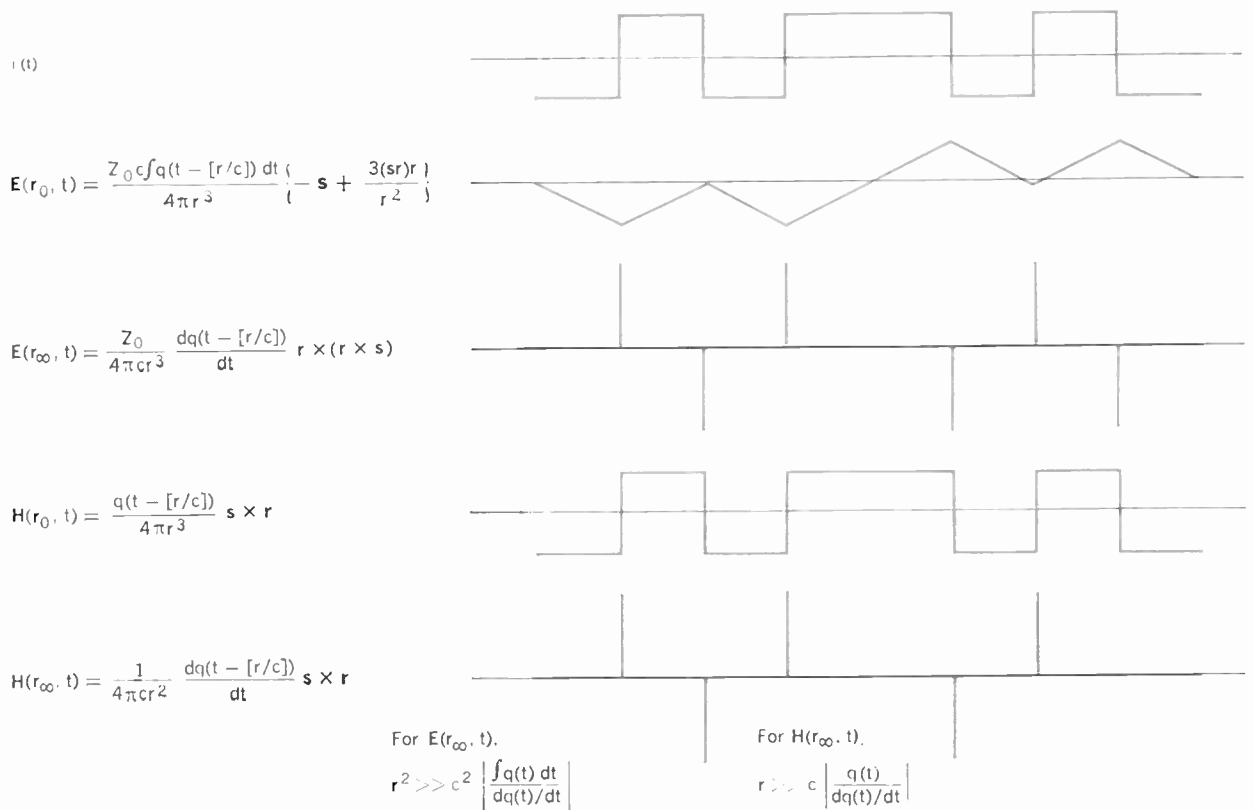 (t)
E(r₀, t) = Z₀c∫q(t − [r/c]) dt / 4πr³ { − s + 3(sr)r / r² }
E(r∞, t) = Z₀ / 4πcr³ dq(t − [r/c]) / dt r × (r × s)
H(r₀, t) = q(t − [r/c]) / 4πr³ s × r
H(r∞, t) = 1 / 4πcr² dq(t − [r/c]) / dt s × r
For E(r∞, t),
r² >> c² | ∫q(t) dt / dq(t)/dt |
For H(r∞, t),
r >> c | q(t) / dq(t)/dt |